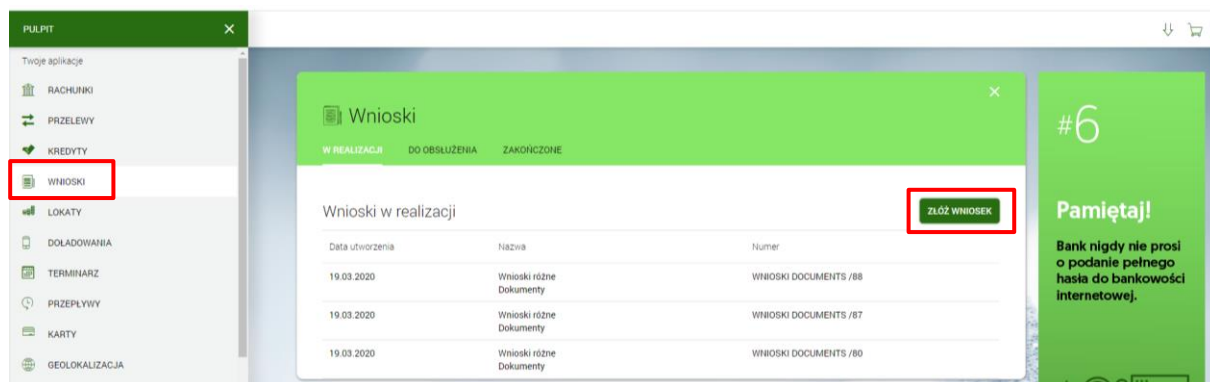 PULPIT
Twoje aplikacje
RACHUNKI
PRZELEWY
KREDYTY
WNIOSKI
LOKATY
DOŁADOWANIA
TERMINARZ
PRZEPŁYWY
KARTY
GEOLOKALIZACJA
Wnioski
W REALIZACJI DO OBSŁUŻENIA ZAKOŃCZONE
Wnioski w realizacji
ZŁÓŻ WNIOSEK
Data utworzenia Nazwa Numer
19.03.2020 Wnioski różne WNIOSKI DOCUMENTS /88
Dokumenty
19.03.2020 Wnioski różne WNIOSKI DOCUMENTS /87
Dokumenty
19.03.2020 Wnioski różne WNIOSKI DOCUMENTS /80
Dokumenty
#6
Pamiętaj!
Bank nigdy nie prosi
o podanie pełnego
hasła do bankowości
internetowej.